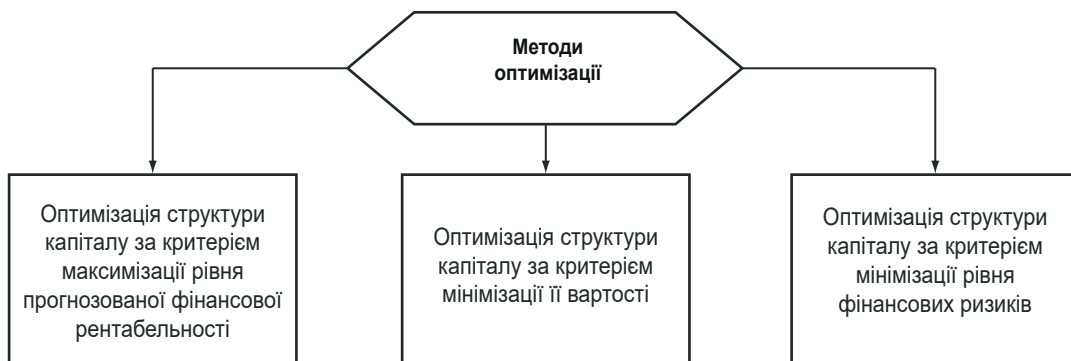 Методи
оптимізації
Оптимізація структури
капіталу за критерієм
максимізації рівня
прогнозованої фінансової
рентабельності
Оптимізація структури
капіталу за критерієм
мінімізації її вартості
Оптимізація структури
капіталу за критерієм
мінімізації рівня
фінансових ризиків